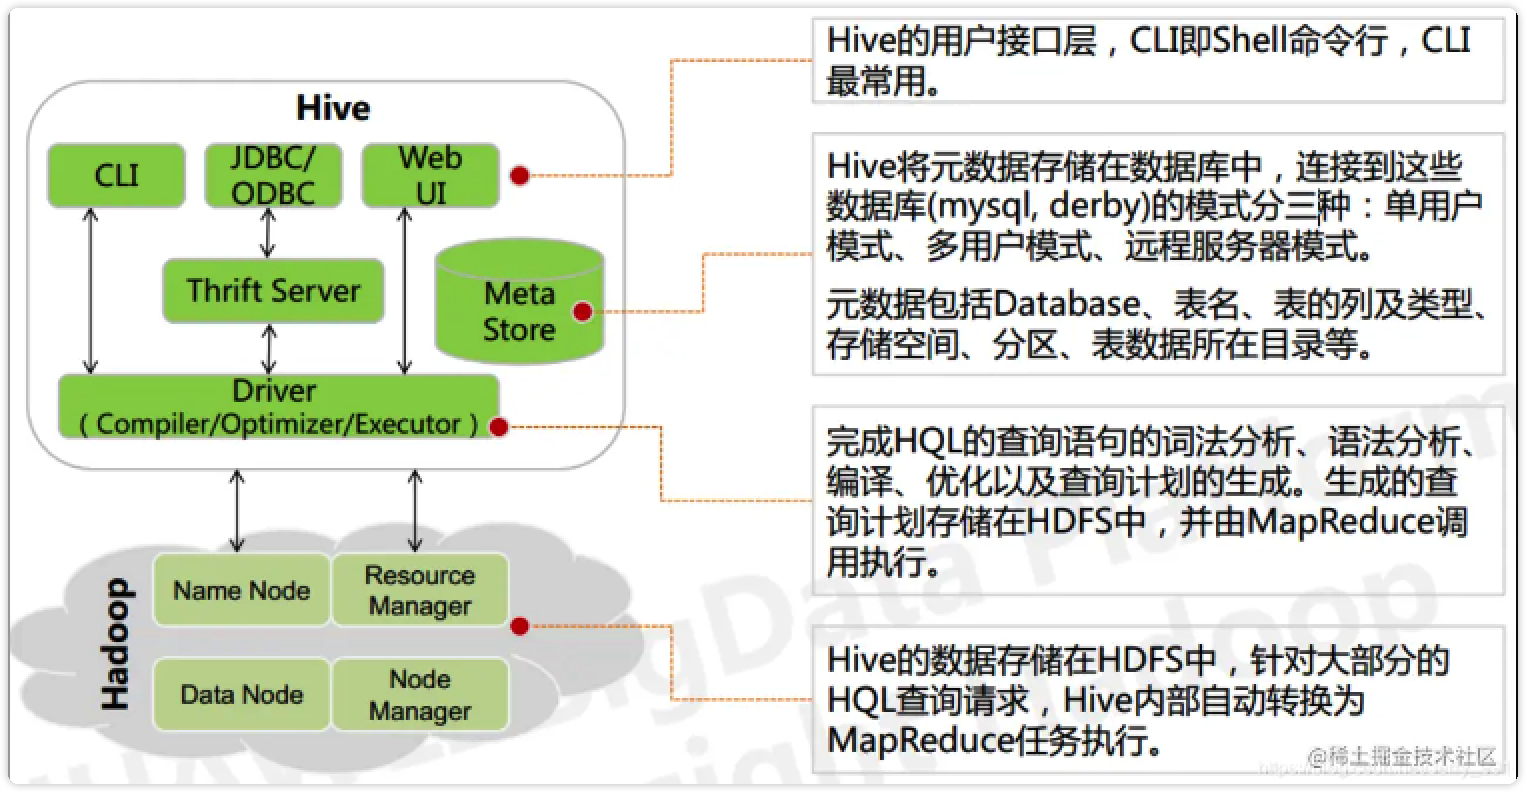 Hive
CLI
JDBC/
ODBC
Web
UI
Thrift Server
Meta
Store
Driver
( Compiler/Optimizer/Executor )
Hadoop
Name Node
Resource
Manager
Data Node
Node
Manager
Hive的用户接口层，CLI即Shell命令行，CLI
最常用。
Hive将元数据存储在数据库中，连接到这些
数据库(mysql, derby)的模式分三种：单用户
模式、多用户模式、远程服务器模式。
元数据包括Database、表名、表的列及类型、
存储空间、分区、表数据所在目录等。
完成HQL的查询语句的词法分析、语法分析、
编译、优化以及查询计划的生成。生成的查
询计划存储在HDFS中，并由MapReduce调
用执行。
Hive的数据存储在HDFS中，针对大部分的
HQL查询请求，Hive内部自动转换为
MapReduce任务执行。
@稀土掘金技术社区